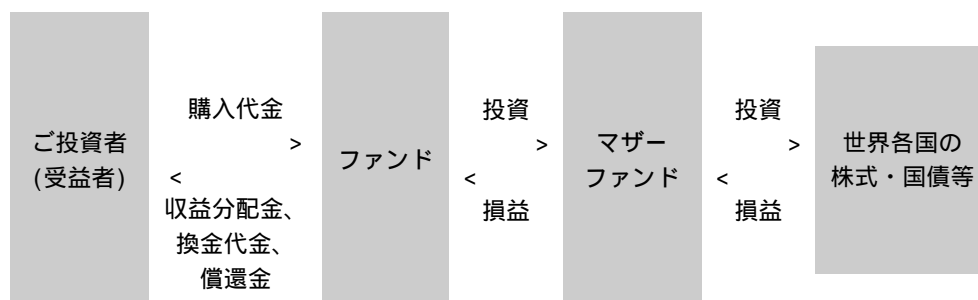 ご投資者
(受益者)
購入代金
>
<
収益分配金、
換金代金、
償還金
ファンド
投資
>
<
損益
マザー
ファンド
投資
>
<
損益
世界各国の
株式・国債等